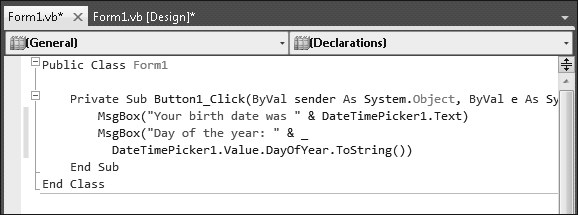 Form1.vb* Form1.vb [Design]*
(General) (Declarations)
Public Class Form1
Private Sub Button1_Click(ByVal sender As System.Object, ByVal e As Sy
MsgBox("Your birth date was " & DateTimePicker1.Text)
MsgBox("Day of the year: " & _
DateTimePicker1.Value.DayOfYear.ToString())
End Sub
End Class